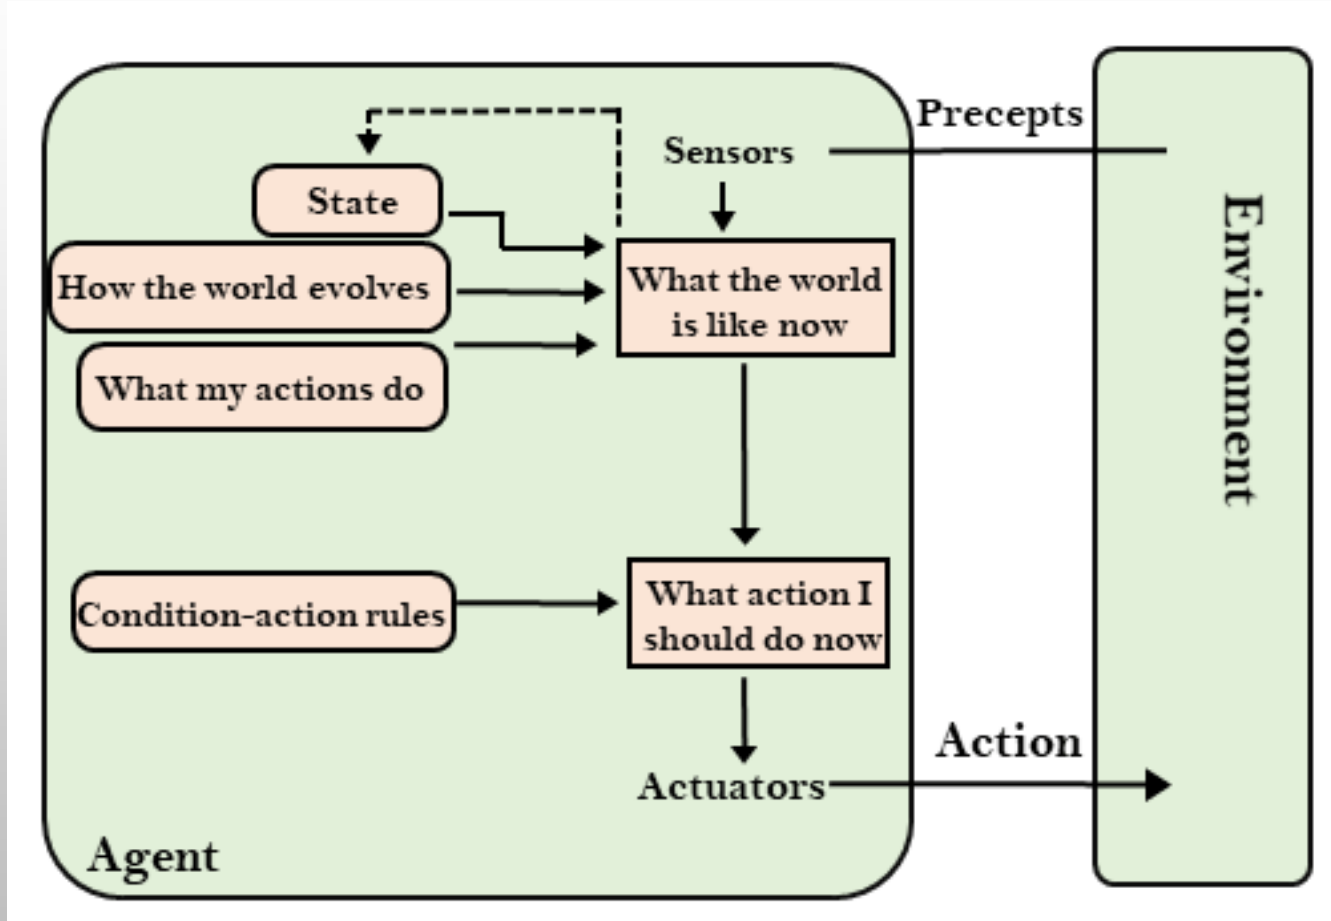 Precepts
Sensors
State
How the world evolves
What the world
is like now
What my actions do
Environment
Condition-action rules
What action I
should do now
Action
Actuators
Agent